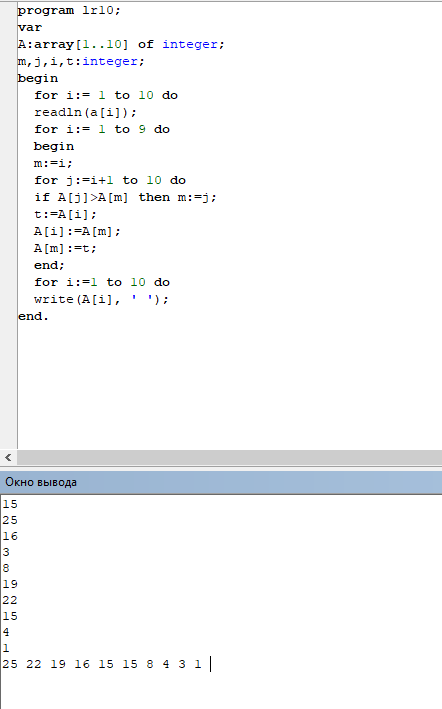 program lr10;
var
A:array[1..10] of integer;
m,j,i,t:integer;
begin
  for i:= 1 to 10 do
  readln(a[i]);
  for i:= 1 to 9 do
  begin
  m:=i;
  for j:=i+1 to 10 do
  if A[j]>A[m] then m:=j;
  t:=A[i];
  A[i]:=A[m];
  A[m]:=t;
  end;
  for i:=1 to 10 do
  write(A[i], ' ');
end.
Окно вывода
15
25
16
3
8
19
22
15
4
1
25 22 19 16 15 15 8 4 3 1